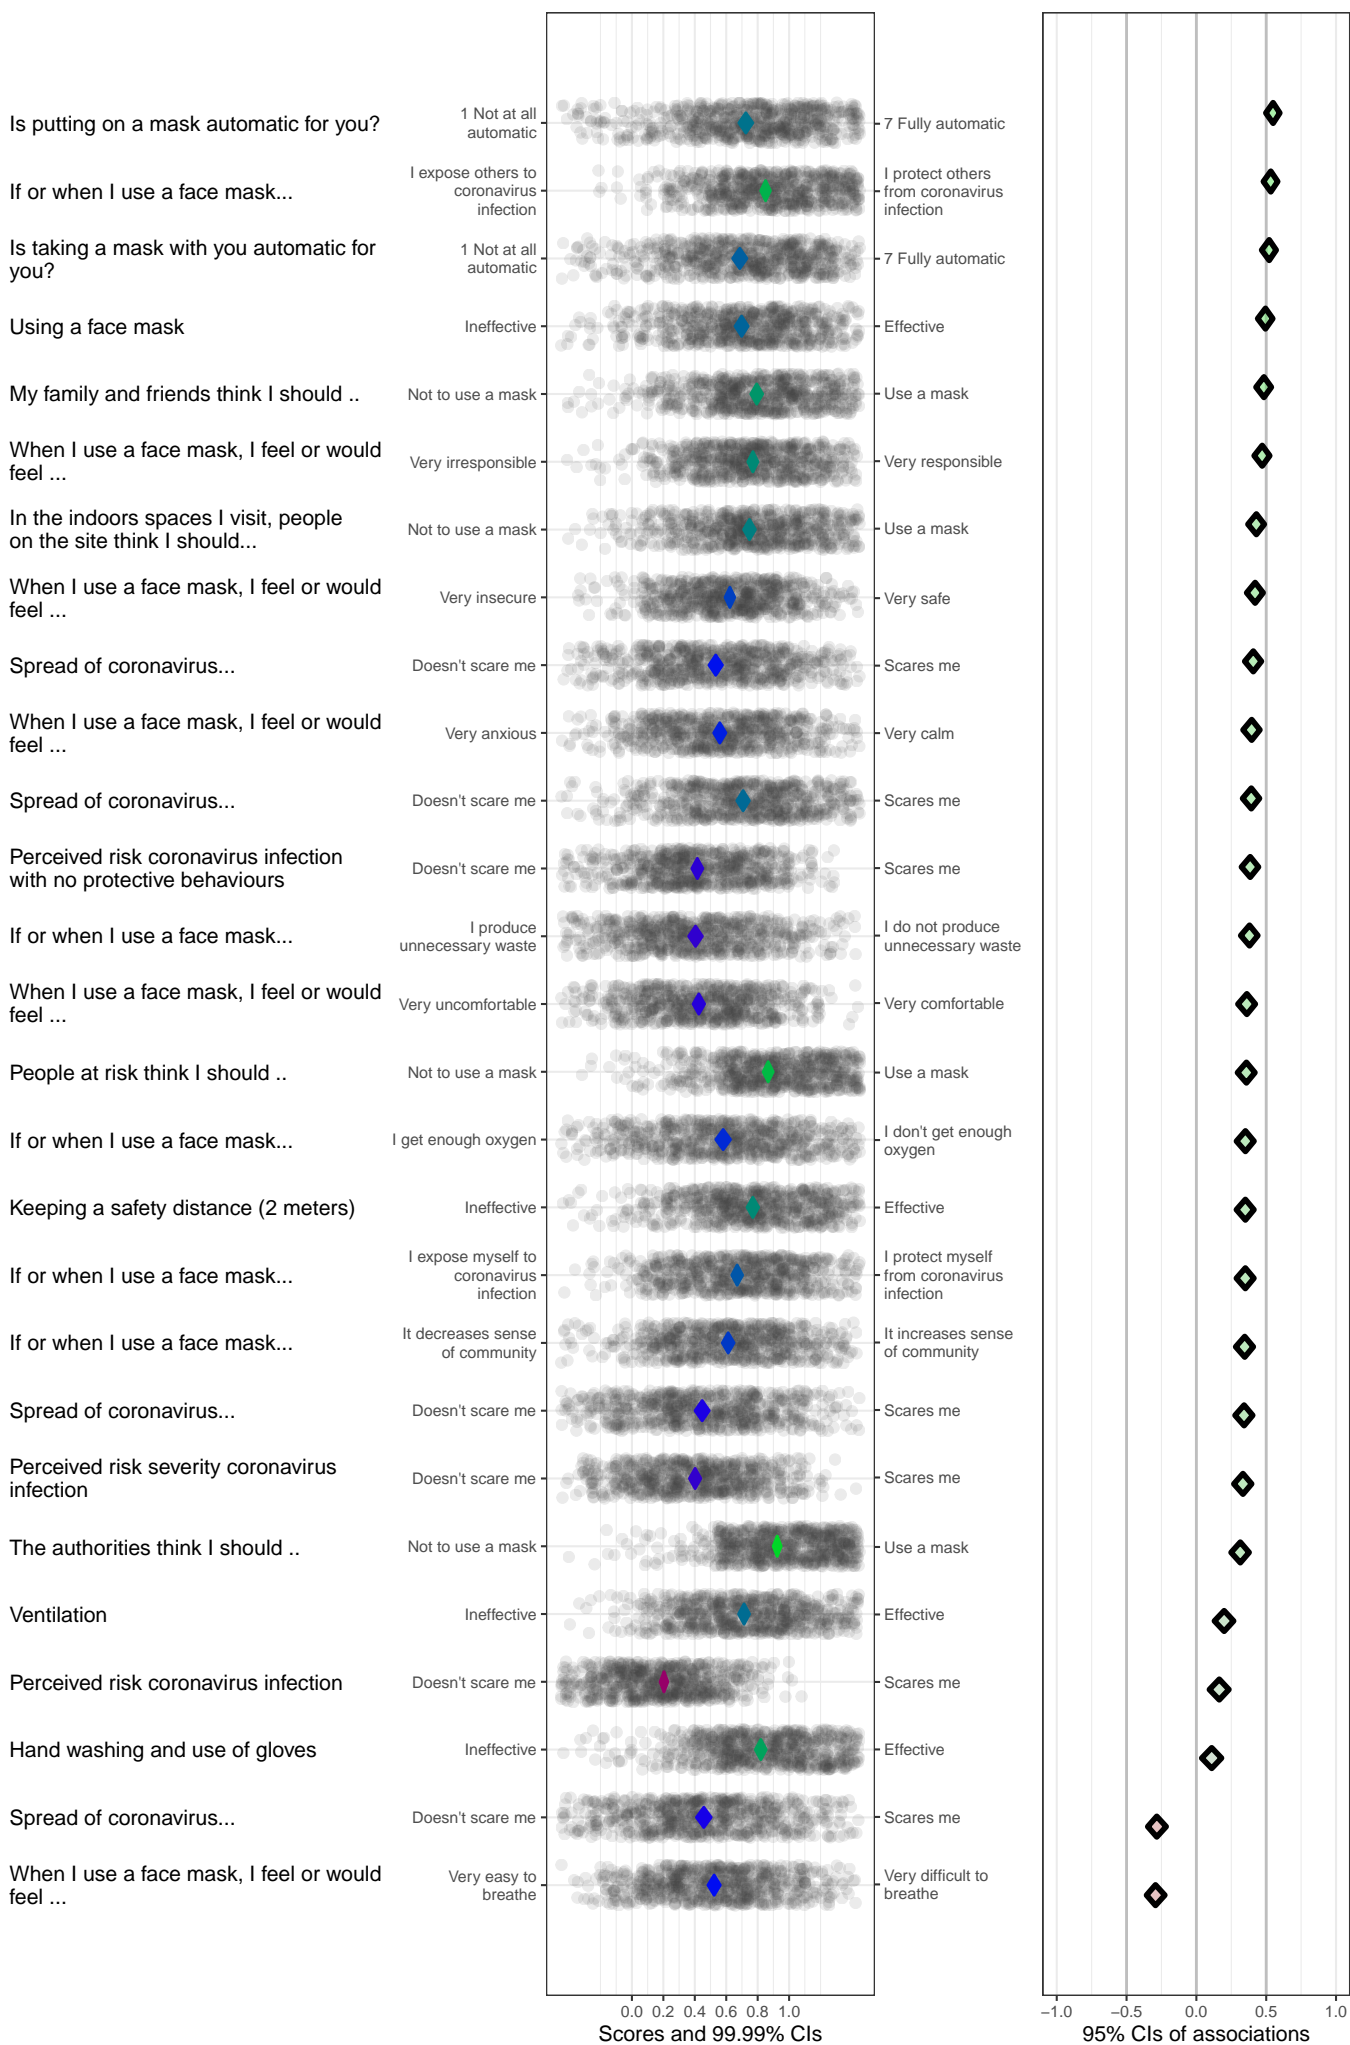 Is putting on a mask automatic for you?
1 Not at all
automatic
7 Fully automatic
If or when I use a face mask...
I expose others to
coronavirus
infection
I protect others
from coronavirus
infection
Is taking a mask with you automatic for
you?
1 Not at all
automatic
7 Fully automatic
Using a face mask
Ineffective
Effective
My family and friends think I should ..
Not to use a mask
Use a mask
When I use a face mask, I feel or would
feel ...
Very irresponsible
Very responsible
In the indoors spaces I visit, people
on the site think I should...
Not to use a mask
Use a mask
When I use a face mask, I feel or would
feel ...
Very insecure
Very safe
Spread of coronavirus...
Doesn't scare me
Scares me
When I use a face mask, I feel or would
feel ...
Very anxious
Very calm
Spread of coronavirus...
Doesn't scare me
Scares me
Perceived risk coronavirus infection
with no protective behaviours
Doesn't scare me
Scares me
If or when I use a face mask...
I produce
unnecessary waste
I do not produce
unnecessary waste
When I use a face mask, I feel or would
feel ...
Very uncomfortable
Very comfortable
People at risk think I should ..
Not to use a mask
Use a mask
If or when I use a face mask...
I get enough oxygen
I don't get enough
oxygen
Keeping a safety distance (2 meters)
Ineffective
Effective
If or when I use a face mask...
I expose myself to
coronavirus
infection
I protect myself
from coronavirus
infection
If or when I use a face mask...
It decreases sense
of community
It increases sense
of community
Spread of coronavirus...
Doesn't scare me
Scares me
Perceived risk severity coronavirus
infection
Doesn't scare me
Scares me
The authorities think I should ..
Not to use a mask
Use a mask
Ventilation
Ineffective
Effective
Perceived risk coronavirus infection
Doesn't scare me
Scares me
Hand washing and use of gloves
Ineffective
Effective
Spread of coronavirus...
Doesn't scare me
Scares me
When I use a face mask, I feel or would
feel ...
Very easy to
breathe
Very difficult to
breathe
0.0 0.2 0.4 0.6 0.8 1.0
Scores and 99.99% CIs
−1.0 −0.5 0.0 0.5 1.0
95% CIs of associations